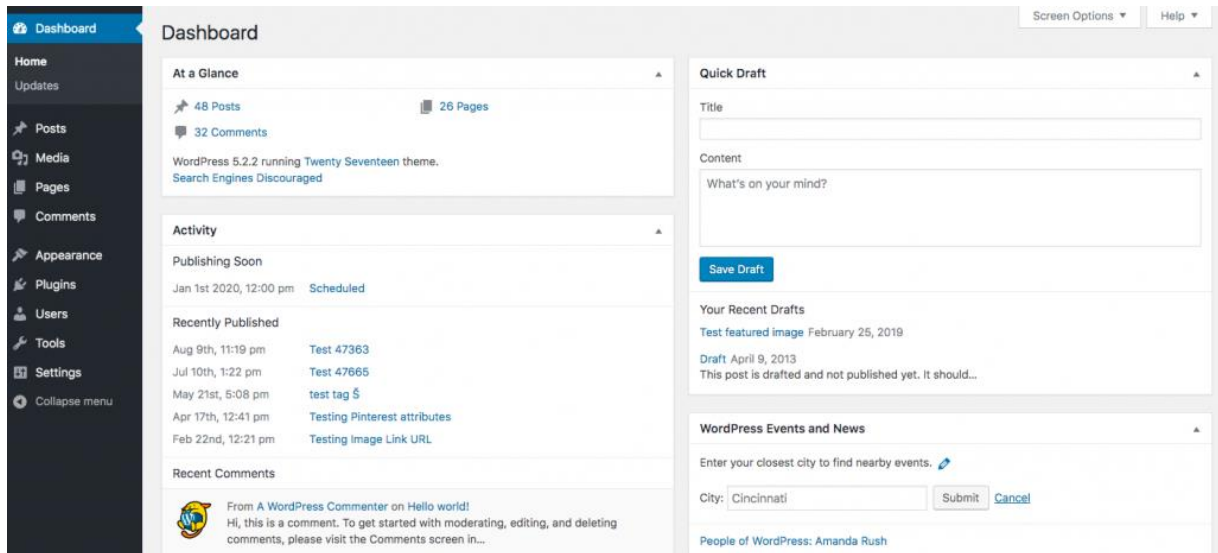 Dashboard
Home
Updates
Posts
Media
Pages
Comments
Appearance
Plugins
Users
Tools
Settings
Collapse menu
Screen Options
Help
Dashboard
At a Glance
48 Posts
26 Pages
32 Comments
WordPress 5.2.2 running Twenty Seventeen theme.
Search Engines Discouraged
Activity
Publishing Soon
Jan 1st 2020, 12:00 pm Scheduled
Recently Published
Aug 9th, 11:19 pm Test 47363
Jul 10th, 1:22 pm Test 47665
May 21st, 5:08 pm test tag Š
Apr 17th, 12:41 pm Testing Pinterest attributes
Feb 22nd, 12:21 pm Testing Image Link URL
Recent Comments
From A WordPress Commenter on Hello world!
Hi, this is a comment. To get started with moderating, editing, and deleting
comments, please visit the Comments screen in...
Quick Draft
Title
Content
What's on your mind?
Save Draft
Your Recent Drafts
Test featured image February 25, 2019
Draft April 9, 2013
This post is drafted and not published yet. It should...
WordPress Events and News
Enter your closest city to find nearby events.
City: Cincinnati Submit Cancel
People of WordPress: Amanda Rush